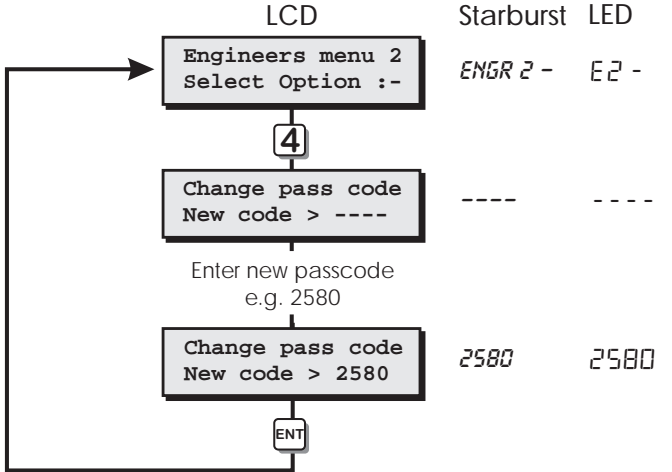 LCD Starburst LED
Engineers menu 2
Select Option :-
ENGR 2 - E2 -
4
Change pass code
New code > ----
---- ----
Enter new passcode
e.g. 2580
Change pass code
New code > 2580
2580 2580
ENT